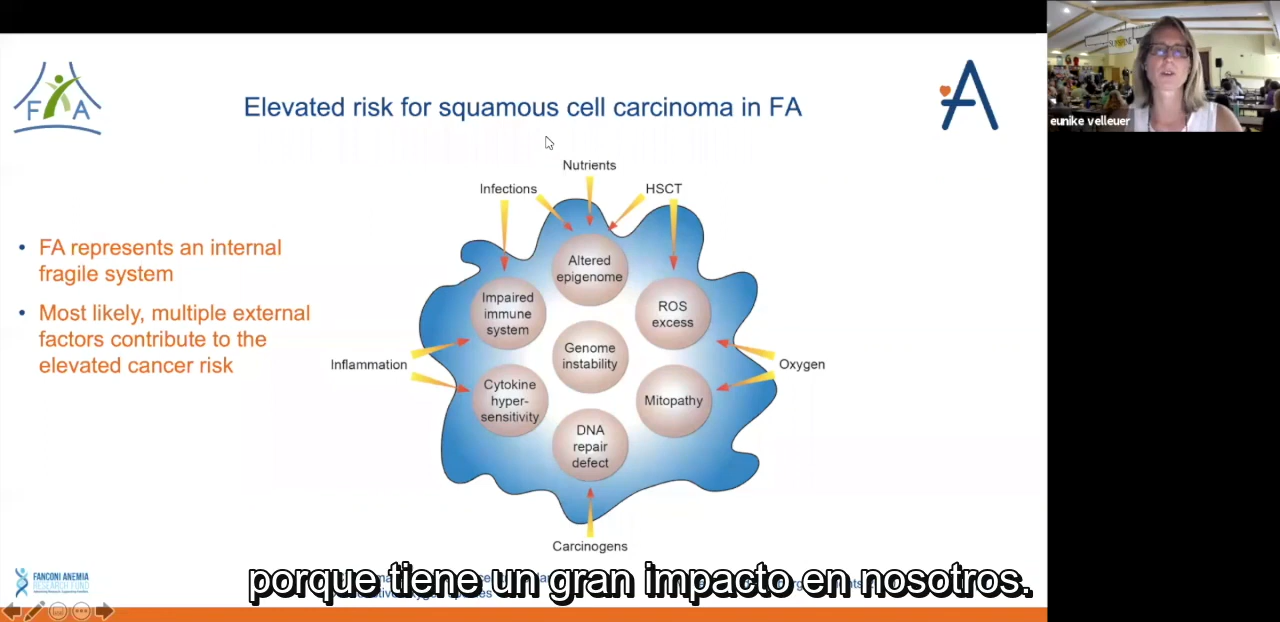 F A
Elevated risk for squamous cell carcinoma in FA
A
eunike velleuer
Nutrients
Infections
HSCT
• FA represents an internal
fragile system
• Most likely, multiple external
factors contribute to the
elevated cancer risk
Altered
epigenome
Impaired
immune
system
ROS
excess
Genome
instability
Inflammation
Oxygen
Cytokine
hyper-
sensitivity
Mitopathy
DNA
repair
defect
Carcinogens
FANCONI ANEMIA
RESEARCH FUND
porque tiene un gran impacto en nosotros.